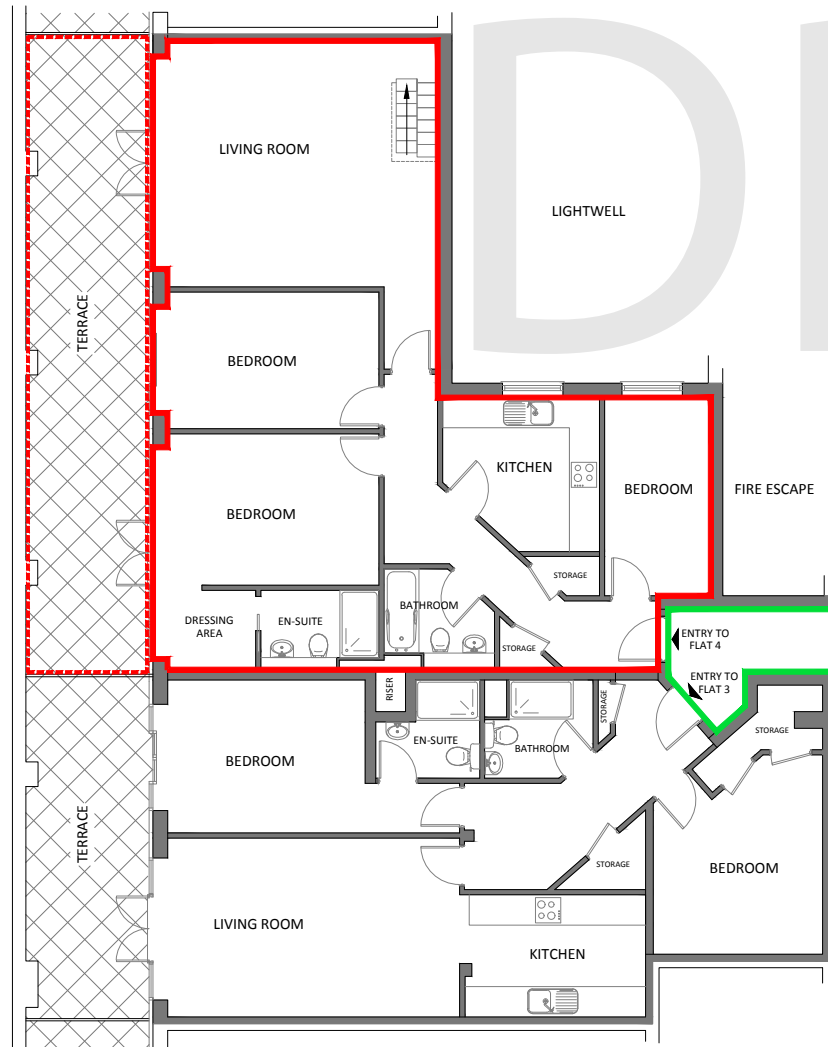 LIVING ROOM
LIGHTWELL
TERRACE
BEDROOM
KITCHEN
BEDROOM
FIRE ESCAPE
BEDROOM
STORAGE
DRESSING
AREA
EN-SUITE
BATHROOM
STORAGE
ENTRY TO
FLAT 4
ENTRY TO
FLAT 3
RISER
STORAGE
STORAGE
EN-SUITE
BATHROOM
BEDROOM
TERRACE
STORAGE
BEDROOM
LIVING ROOM
KITCHEN